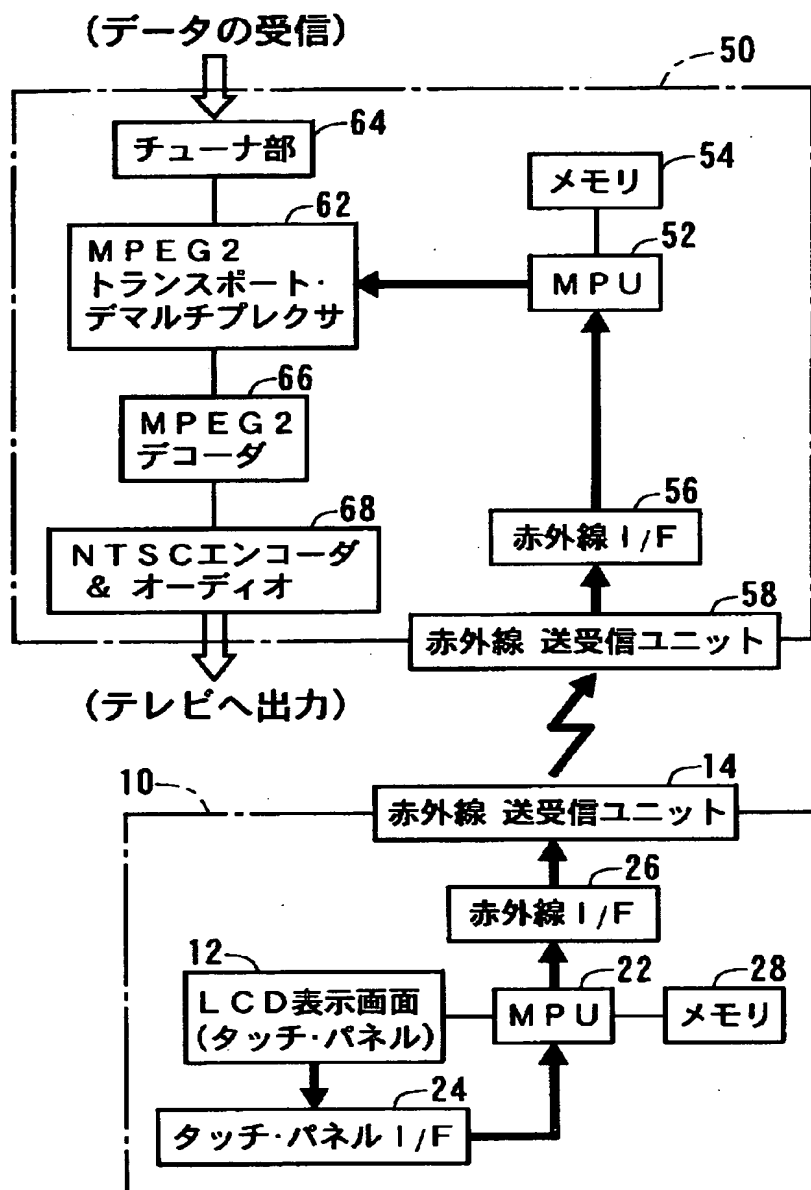 (データの受信)
50
64
チューナ部
54
メモリ
62
52
MPEG2
トランスポート・
デマルチプレクサ
MPU
66
MPEG2
デコーダ
56
赤外線 I/F
68
NTSCエンコーダ
& オーディオ
58
赤外線 送受信ユニット
(テレビへ出力)
10
14
赤外線 送受信ユニット
26
赤外線 I/F
12
22
28
LCD表示画面
(タッチ・パネル)
MPU
メモリ
24
タッチ・パネル I/F